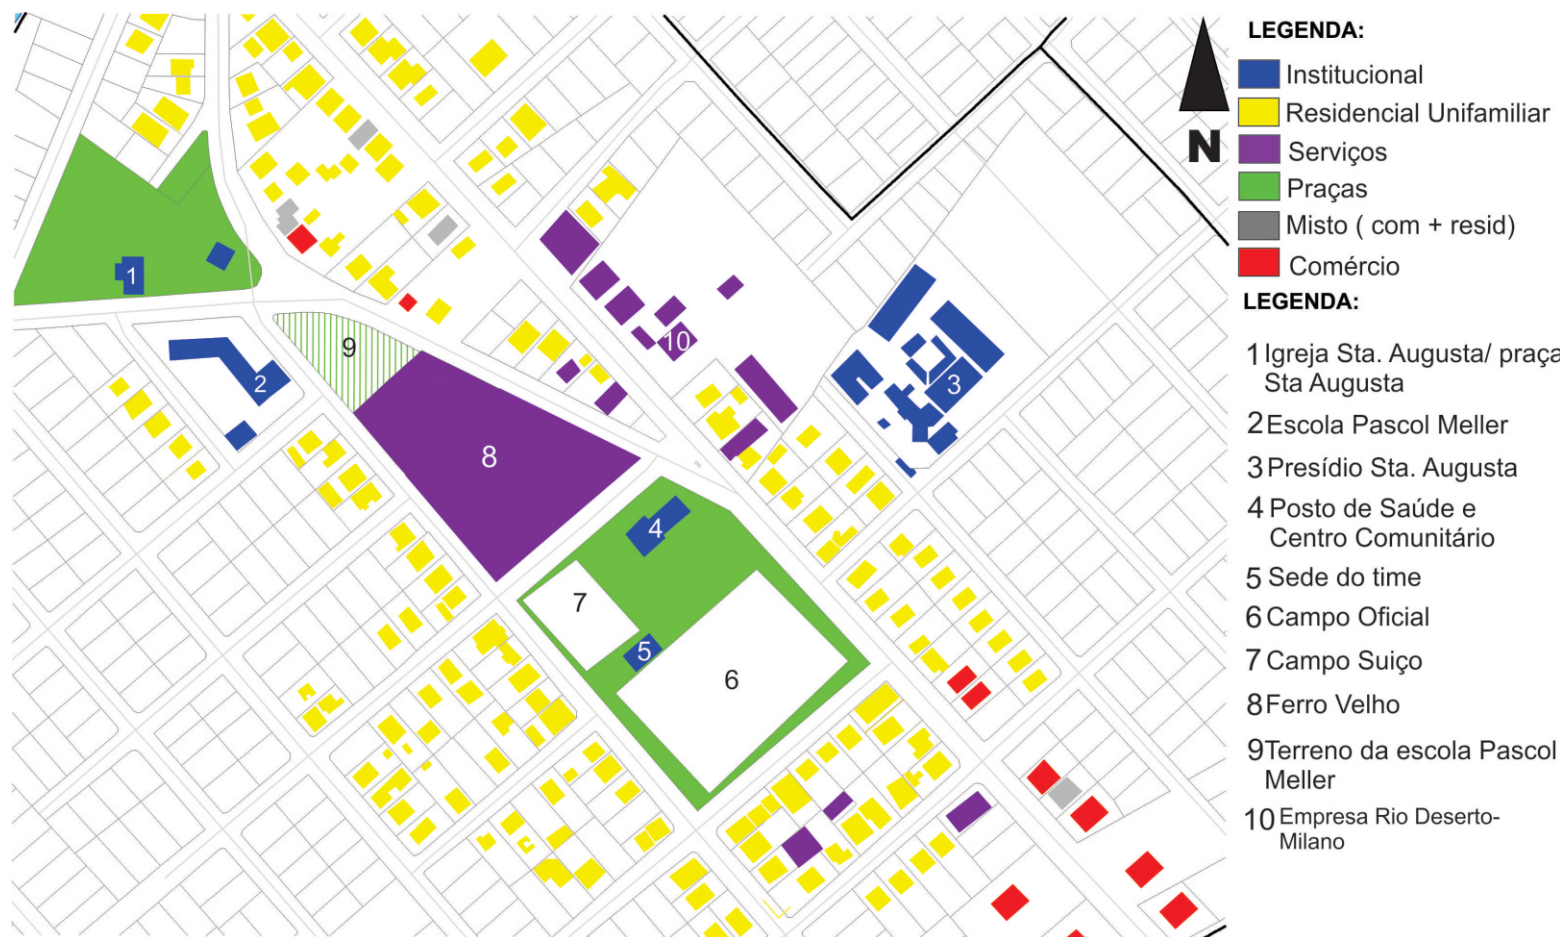 N
LEGENDA:
Institucional
Residencial Unifamiliar
Serviços
Praças
Misto ( com + resid)
Comércio
LEGENDA:
1 Igreja Sta. Augusta/ praça
Sta Augusta
2 Escola Pascol Meller
3 Presídio Sta. Augusta
4 Posto de Saúde e
Centro Comunitário
5 Sede do time
6 Campo Oficial
7 Campo Suiço
8 Ferro Velho
9 Terreno da escola Pascol
Meller
10 Empresa Rio Deserto-
Milano
1
9
2
10
3
8
4
7
5
6